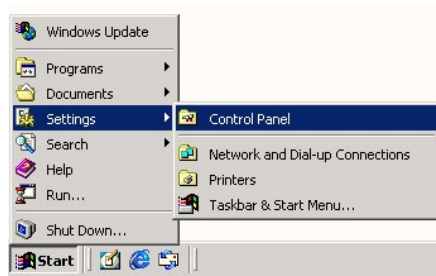 Windows Update
Programs
Documents
Settings
Control Panel
Search
Network and Dial-up Connections
Help
Printers
Run...
Taskbar & Start Menu...
Shut Down...
Start